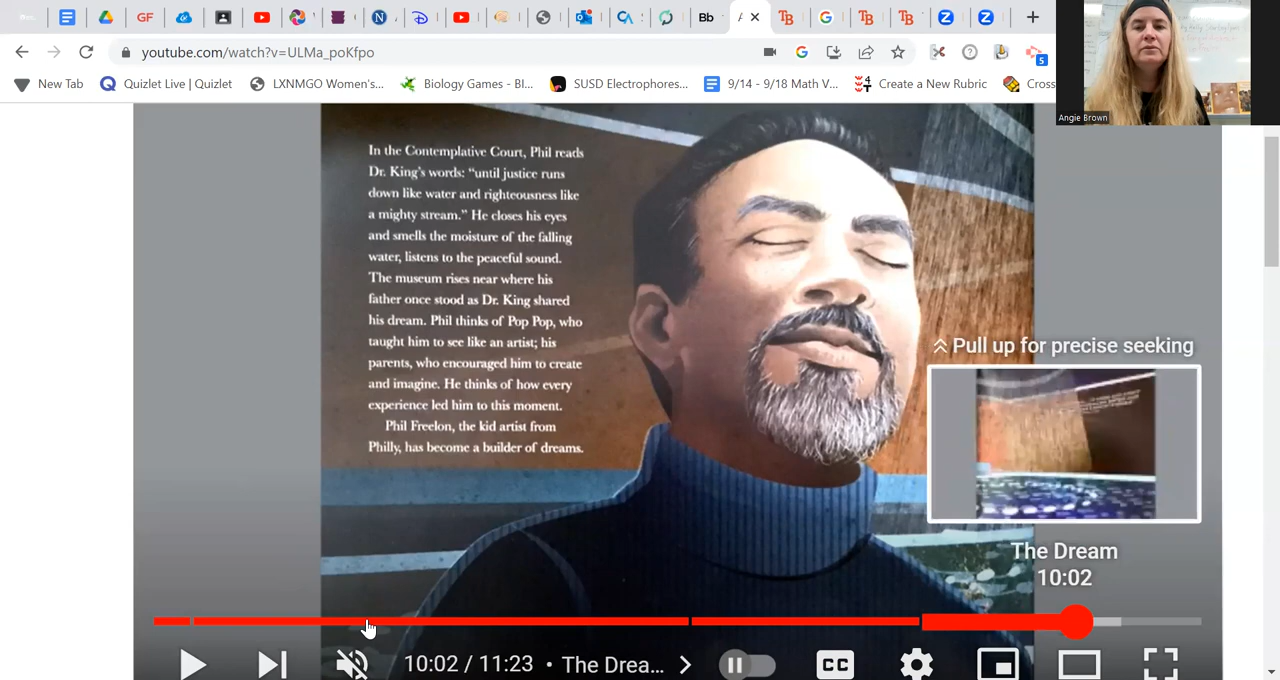 GF
Bb
TB
G
TB
TB
youtube.com/watch?v=ULMa_poKfpo
5
New Tab
Quizlet Live | Quizlet
LXNMGO Women's...
Biology Games - Bl...
SUSD Electrophores...
9/14 - 9/18 Math V...
Create a New Rubric
Cross
Angie Brown
In the Contemplative Court, Phil reads
Dr. King's words: "until justice runs
down like water and righteousness like
a mighty stream." He closes his eyes
and smells the moisture of the falling
water, listens to the peaceful sound.
The museum rises near where his
father once stood as Dr. King shared
his dream. Phil thinks of Pop Pop, who
taught him to see like an artist; his
parents, who encouraged him to create
and imagine. He thinks of how every
experience led him to this moment.
Phil Freelon, the kid artist from
Philly, has become a builder of dreams.
Pull up for precise seeking
The Dream
10:02
10:02 / 11:23 • The Drea...
CC